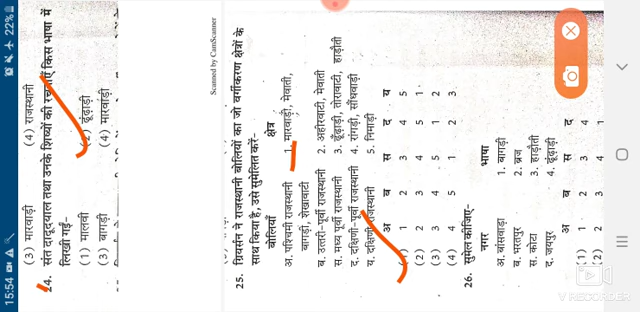 15:54
22%
(3) मारवाड़ी (4) राजस्थानी
24. संत दादूदयाल तथा उनके शिष्यों की रचनाएँ किस भाषा में
लिखी गई-
(1) मालवी (2) ढूंढ़ाड़ी
(3) बागड़ी (4) मारवाड़ी
Scanned by CamScanner
25. ग्रियर्सन ने राजस्थानी बोलियों का जो वर्गीकरण क्षेत्रों के
साथ किया है, उसे सुमेलित करें-
बोलियाँ क्षेत्र
अ. पश्चिमी राजस्थानी 1. मारवाड़ी, मेवाती,
बागड़ी, शेखावाटी
ब. उत्तरी-पूर्वी राजस्थानी 2. अहीरवाटी, मेवाती
स. मध्य पूर्वी राजस्थानी 3. ढूँढ़ाड़ी, तोरावाटी, हाड़ौती
द. दक्षिणी-पूर्वी राजस्थानी 4. रांगड़ी, सौंधवाड़ी
य. दक्षिणी राजस्थानी 5. निमाड़ी
अ ब स द य
(1) 1 2 3 4 5
(2) 2 3 4 5 1
(3) 3 4 5 1 2
(4) 4 5 1 2 3
26. सुमेल कीजिए-
नगर भाषा
अ. बांसवाड़ा 1. बागड़ी
ब. भरतपुर 2. ब्रज
स. कोटा 3. हाड़ौती
द. जयपुर 4. ढूंढ़ाड़ी
अ ब स द
(1) 1 2 3 4
(2) 2 3 4 1
V RECORDER